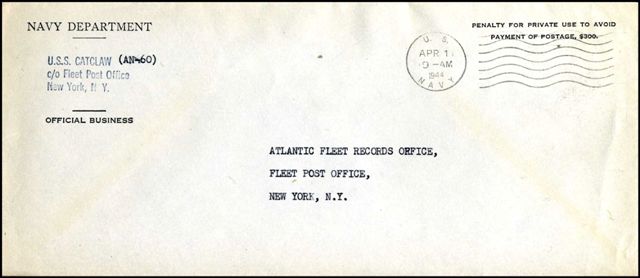 NAVY DEPARTMENT
U.S.S. CATCLAW (AN-60)
c/o Fleet Post Office
New York, N. Y.
OFFICIAL BUSINESS
PENALTY FOR PRIVATE USE TO AVOID
PAYMENT OF POSTAGE, $300.
U. S.
APR 1
9-AM
1944
NAVY
ATLANTIC FLEET RECORDS OFFICE,
FLEET POST OFFICE,
NEW YORK, N.Y.